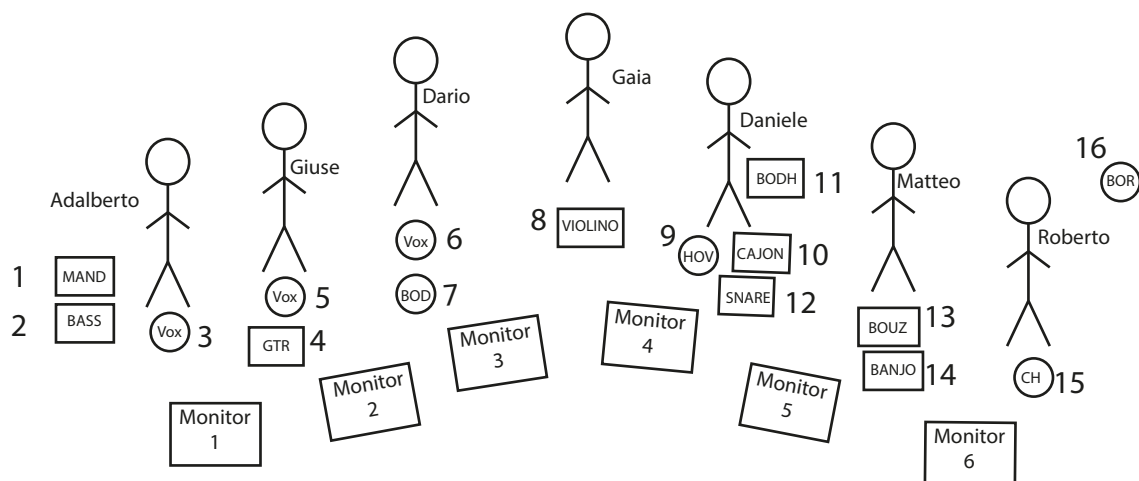 Gaia
Dario
Daniele
16
BOR
Giuse
Matteo
BODH
11
Adalberto
Roberto
8
VIOLINO
9
HOV
CAJON
10
Vox
6
1
MAND
SNARE
12
BOD
7
Vox
5
2
BASS
Vox
3
GTR
4
BOUZ
13
BANJO
14
CH
15
Monitor
1
Monitor
2
Monitor
3
Monitor
4
Monitor
5
Monitor
6